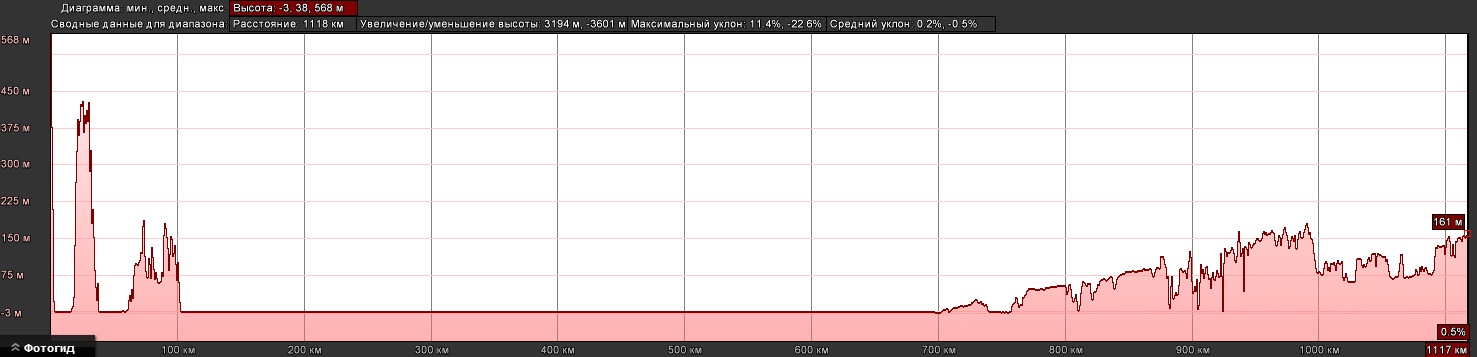 Диаграмма: мин., средн., макс. Высота: -3, 38, 568 м
Сводные данные для диапазона: Расстояние: 1118 км Увеличение/уменьшение высоты: 3194 м, -3601 м Максимальный уклон: 11.4%, -22.6% Средний уклон: 0.2%, -0.5%
568 м
450 м
375 м
300 м
225 м
161 м
150 м
75 м
-3 м
0.5%
Фотогид
100 км 200 км 300 км 400 км 500 км 600 км 700 км 800 км 900 км 1000 км 1117 км